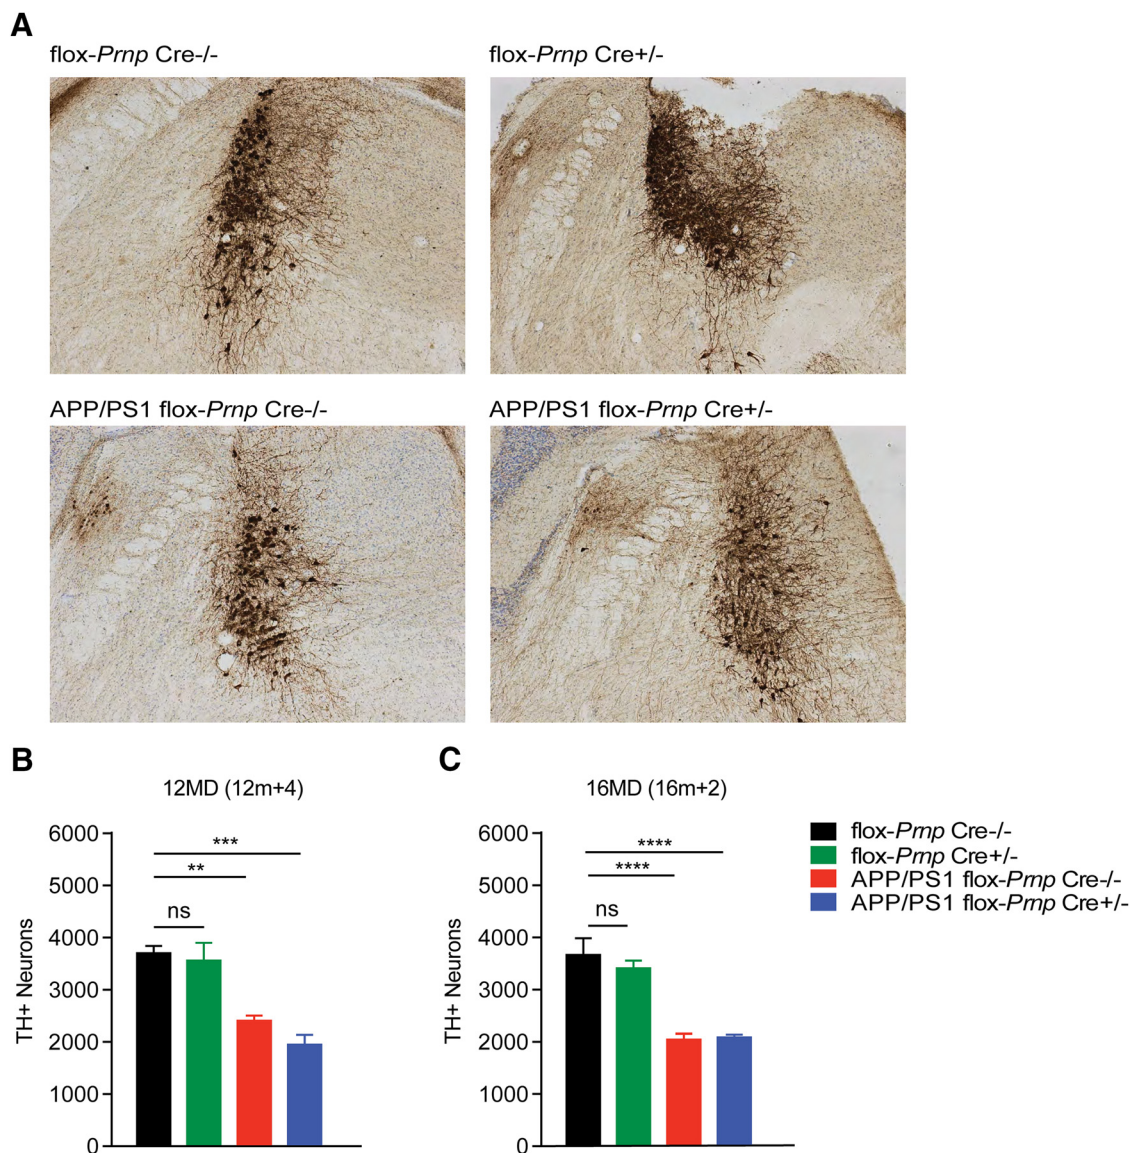 A
flox-Prnp Cre-/-
flox-Prnp Cre+/-
APP/PS1 flox-Prnp Cre-/-
APP/PS1 flox-Prnp Cre+/-
B
12MD (12m+4)
TH+ Neurons
6000
5000
4000
3000
2000
1000
0
***
**
ns
C
16MD (16m+2)
TH+ Neurons
6000
5000
4000
3000
2000
1000
0
****
****
ns
flox-Prnp Cre-/-
flox-Prnp Cre+/-
APP/PS1 flox-Prnp Cre-/-
APP/PS1 flox-Prnp Cre+/-